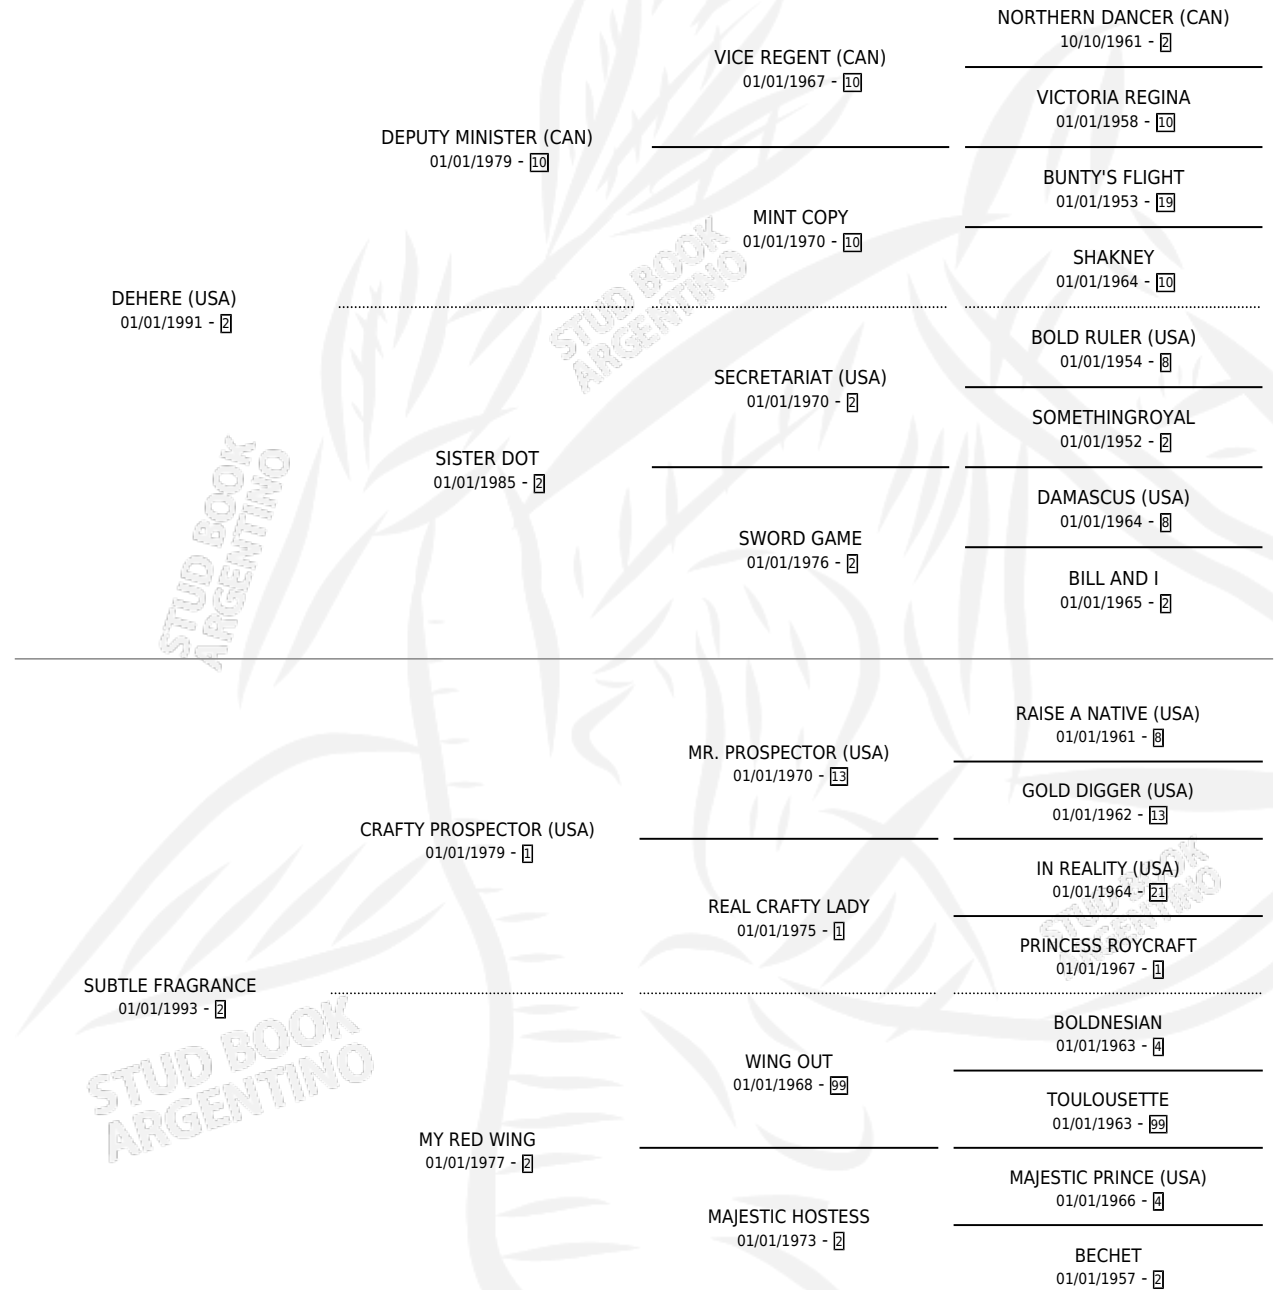 NORTHERN DANCER (CAN)
10/10/1961 - 2
VICE REGENT (CAN)
01/01/1967 - 10
VICTORIA REGINA
01/01/1958 - 10
DEPUTY MINISTER (CAN)
01/01/1979 - 10
BUNTY'S FLIGHT
01/01/1953 - 19
MINT COPY
01/01/1970 - 10
SHAKNEY
01/01/1964 - 10
DEHERE (USA)
01/01/1991 - 2
STUD BOOK
ARGENTINO
BOLD RULER (USA)
01/01/1954 - 8
SECRETARIAT (USA)
01/01/1970 - 2
SOMETHINGROYAL
01/01/1952 - 2
SISTER DOT
01/01/1985 - 2
DAMASCUS (USA)
01/01/1964 - 8
SWORD GAME
01/01/1976 - 2
BILL AND I
01/01/1965 - 2
STUD BOOK
ARGENTINO
RAISE A NATIVE (USA)
01/01/1961 - 8
MR. PROSPECTOR (USA)
01/01/1970 - 13
GOLD DIGGER (USA)
01/01/1962 - 13
CRAFTY PROSPECTOR (USA)
01/01/1979 - 1
IN REALITY (USA)
01/01/1964 - 21
REAL CRAFTY LADY
01/01/1975 - 1
STUD BOOK
ARGENTINO
PRINCESS ROYCRAFT
01/01/1967 - 1
SUBTLE FRAGRANCE
01/01/1993 - 2
BOLDNESIAN
01/01/1963 - 4
WING OUT
01/01/1968 - 99
TOULOUSETTE
01/01/1963 - 99
STUD BOOK
ARGENTINO
MY RED WING
01/01/1977 - 2
MAJESTIC PRINCE (USA)
01/01/1966 - 4
MAJESTIC HOSTESS
01/01/1973 - 2
BECHET
01/01/1957 - 2